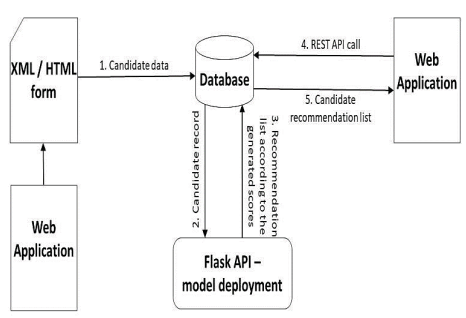 XML / HTML
form
1. Candidate data
Database
4. REST API call
Web
Application
5. Candidate
recommendation list
2. Candidate record
3. Recommendation
list according to the
generated scores
Web
Application
Flask API –
model deployment